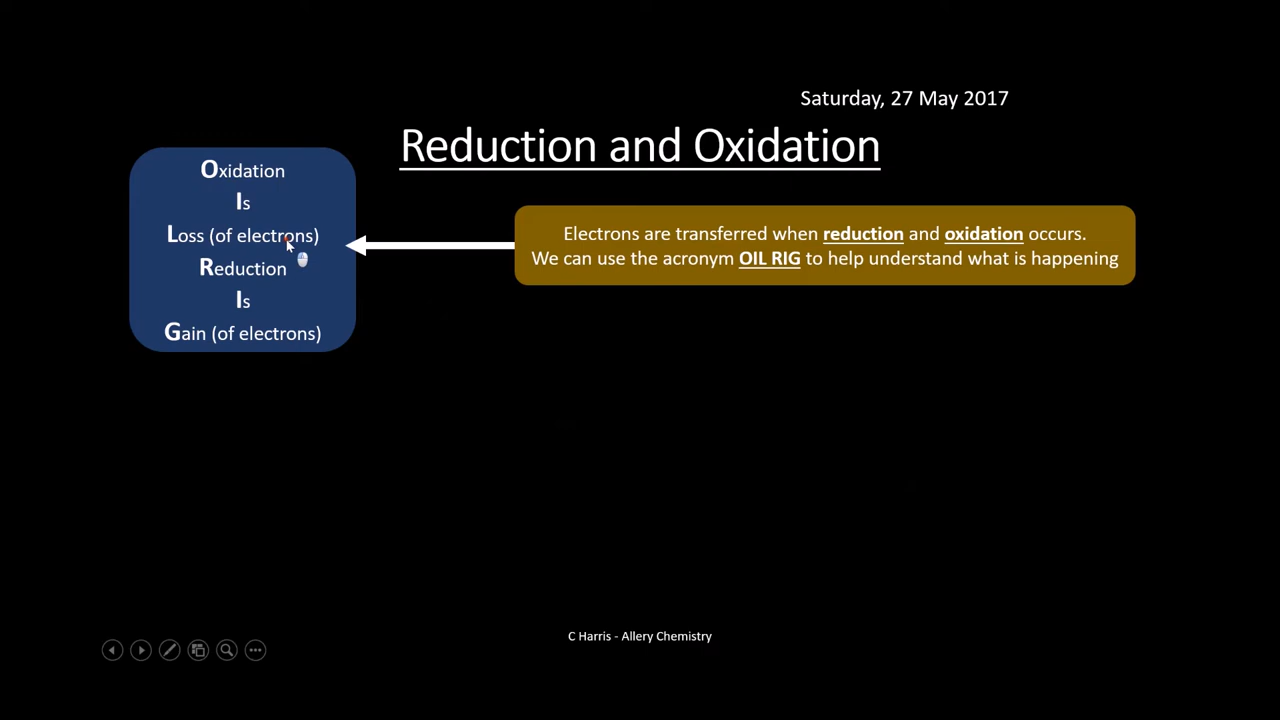 Saturday, 27 May 2017
Reduction and Oxidation
Oxidation
Is
Loss (of electrons)
Reduction
Is
Gain (of electrons)
Electrons are transferred when reduction and oxidation occurs.
We can use the acronym OIL RIG to help understand what is happening
C Harris - Allery Chemistry